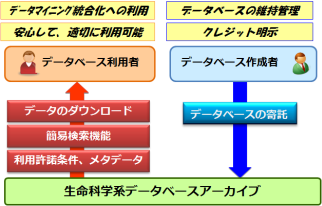 データマイニング統合化への利用
安心して、適切に利用可能
データベース利用者
データのダウンロード
簡易検索機能
利用許諾条件、メタデータ
データベースの維持管理
クレジット明示
データベース作成者
データベースの寄託
生命科学系データベースアーカイブ